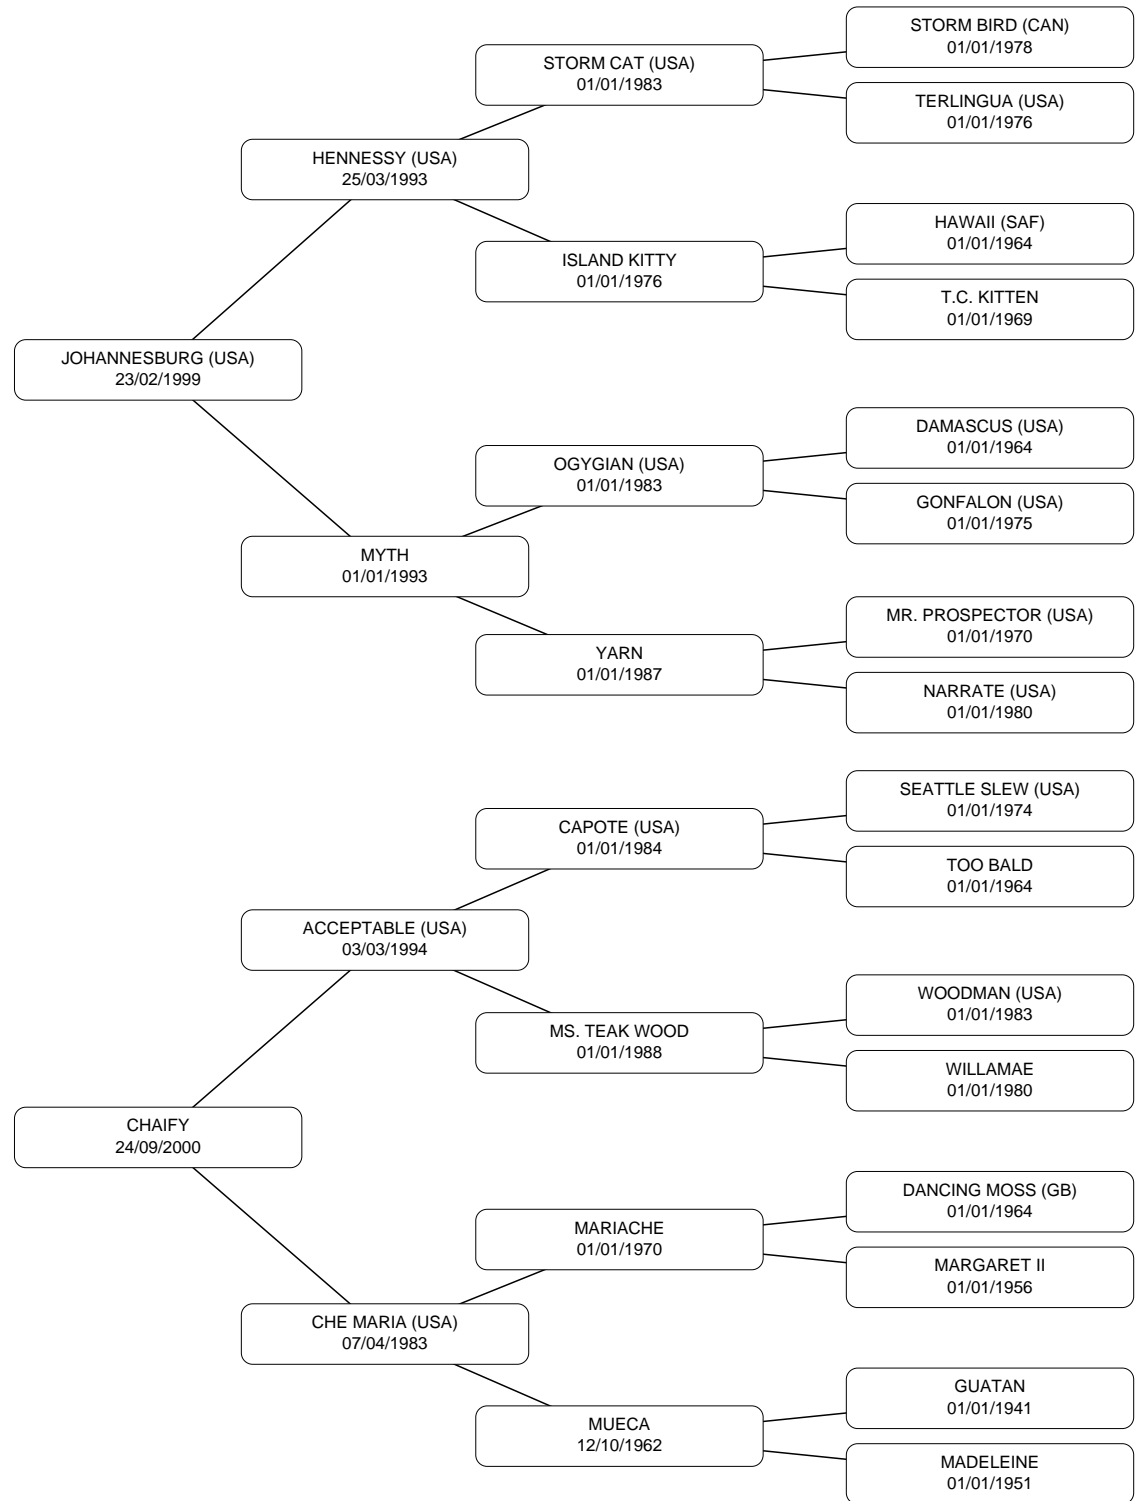 STORM BIRD (CAN)
01/01/1978
STORM CAT (USA)
01/01/1983
TERLINGUA (USA)
01/01/1976
HENNESSY (USA)
25/03/1993
HAWAII (SAF)
01/01/1964
ISLAND KITTY
01/01/1976
T.C. KITTEN
01/01/1969
JOHANNESBURG (USA)
23/02/1999
DAMASCUS (USA)
01/01/1964
OGYGIAN (USA)
01/01/1983
GONFALON (USA)
01/01/1975
MYTH
01/01/1993
MR. PROSPECTOR (USA)
01/01/1970
YARN
01/01/1987
NARRATE (USA)
01/01/1980
SEATTLE SLEW (USA)
01/01/1974
CAPOTE (USA)
01/01/1984
TOO BALD
01/01/1964
ACCEPTABLE (USA)
03/03/1994
WOODMAN (USA)
01/01/1983
MS. TEAK WOOD
01/01/1988
WILLAMAE
01/01/1980
CHAIFY
24/09/2000
DANCING MOSS (GB)
01/01/1964
MARIACHE
01/01/1970
MARGARET II
01/01/1956
CHE MARIA (USA)
07/04/1983
GUATAN
01/01/1941
MUECA
12/10/1962
MADELEINE
01/01/1951